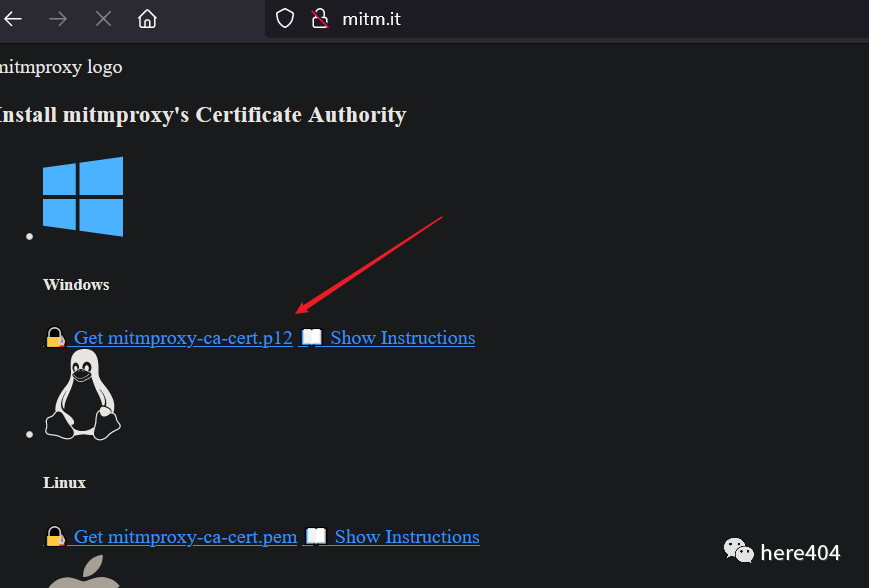 mitm.it
mitmproxy logo
Install mitmproxy's Certificate Authority
Windows
Get mitmproxy-ca-cert.p12 Show Instructions
Linux
Get mitmproxy-ca-cert.pem Show Instructions
here404